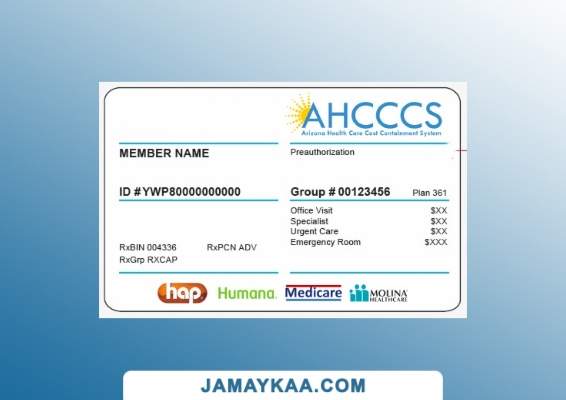 AHCCCS
Arizona Health Care Cost Containment System
MEMBER NAME
Preauthorization
ID # YWP80000000000
Group # 00123456 Plan 361
Office Visit $XX
Specialist $XX
Urgent Care $XX
Emergency Room $XXX
RxBIN 004336 RxPCN ADV
RxGrp RXCAP
hap Humana. Medicare MOLINA
HEALTHCARE
JAMAYKAA.COM